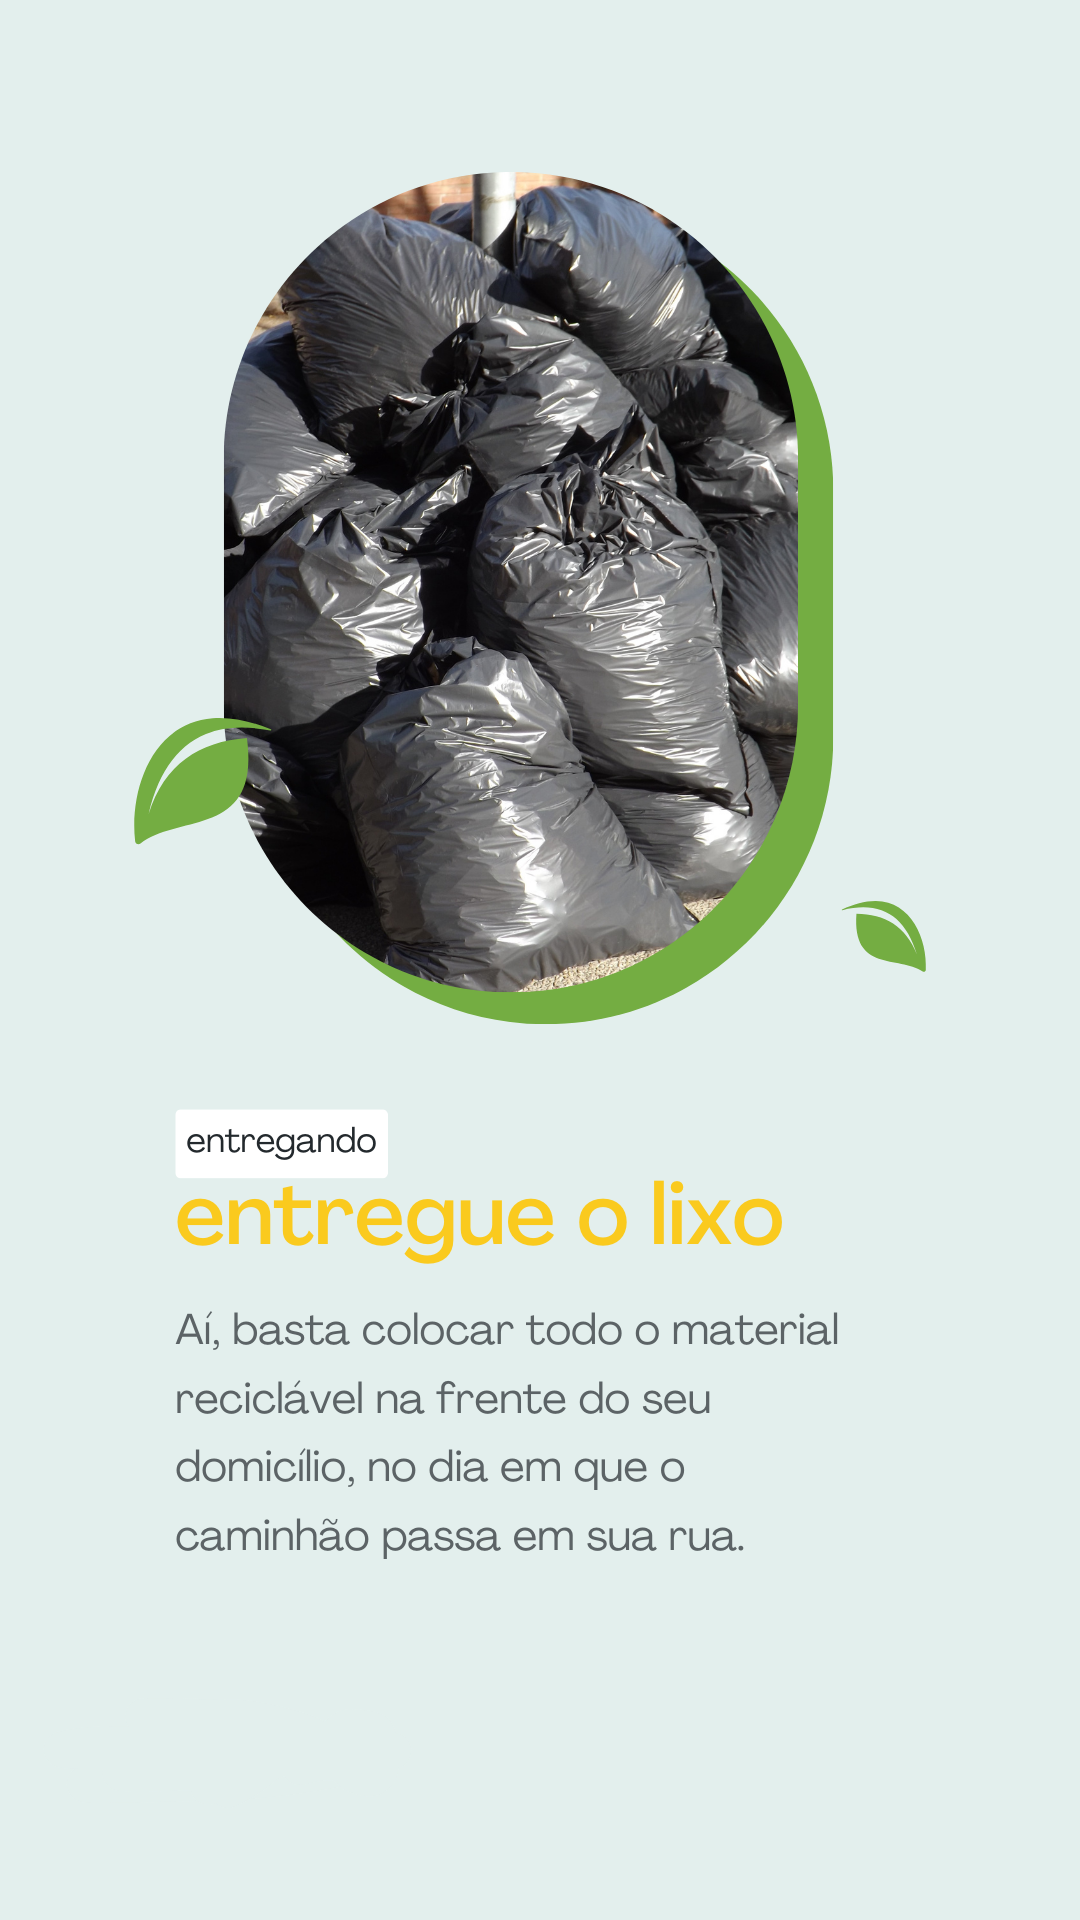 entregando
entregue o lixo
Aí, basta colocar todo o material
reciclável na frente do seu
domicílio, no dia em que o
caminhão passa em sua rua.